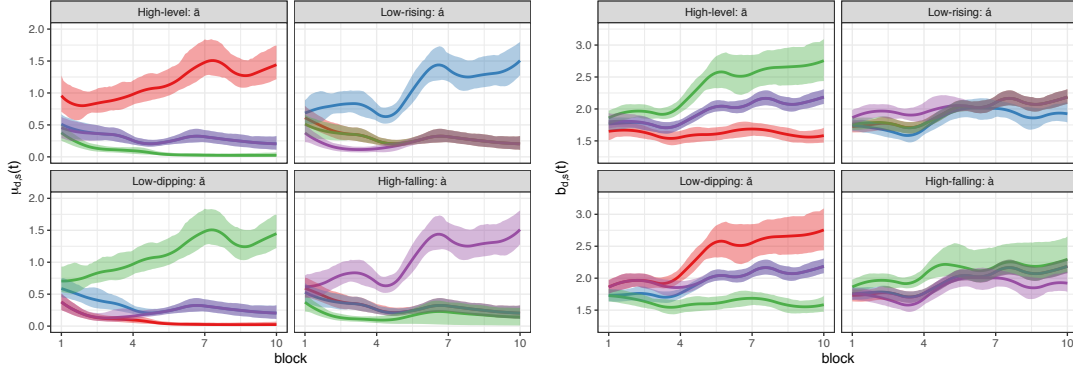 High-level: ā
Low-rising: á
2.0
1.5
1.0
0.5
0.0
Low-dipping: ǎ
High-falling: à
2.0
1.5
1.0
0.5
0.0
1 4 7 10 1 4 7 10
block
μd,s(t)
High-level: ā
Low-rising: á
3.0
2.5
2.0
1.5
Low-dipping: ǎ
High-falling: à
3.0
2.5
2.0
1.5
1 4 7 10 1 4 7 10
block
bd,s(t)